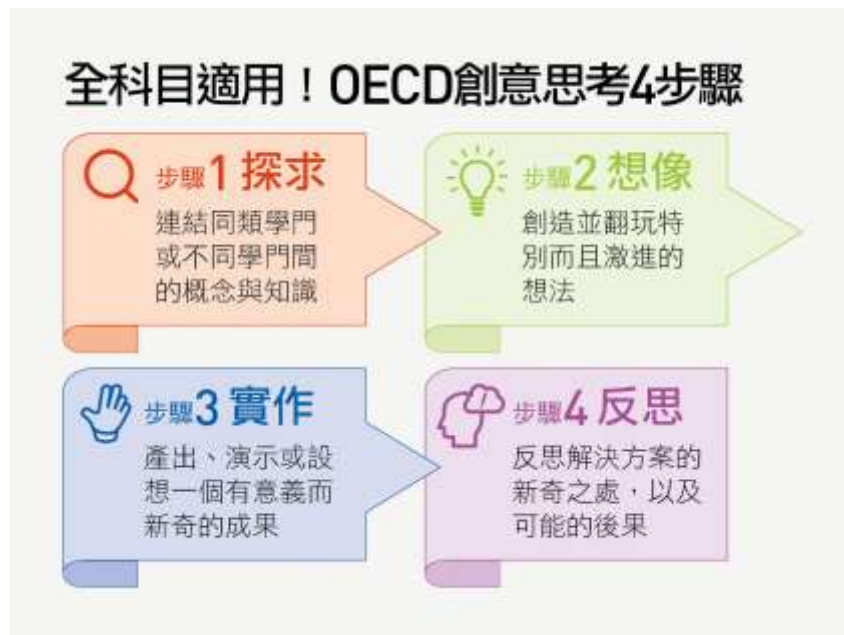 全科目適用！OECD創意思考4步驟
步驟1 探求
連結同類學門
或不同學門間
的概念與知識
步驟2 想像
創造並翻玩特
別而且激進的
想法
步驟3 實作
產出、演示或設
想一個有意義而
新奇的成果
步驟4 反思
反思解決方案的
新奇之處，以及
可能的後果